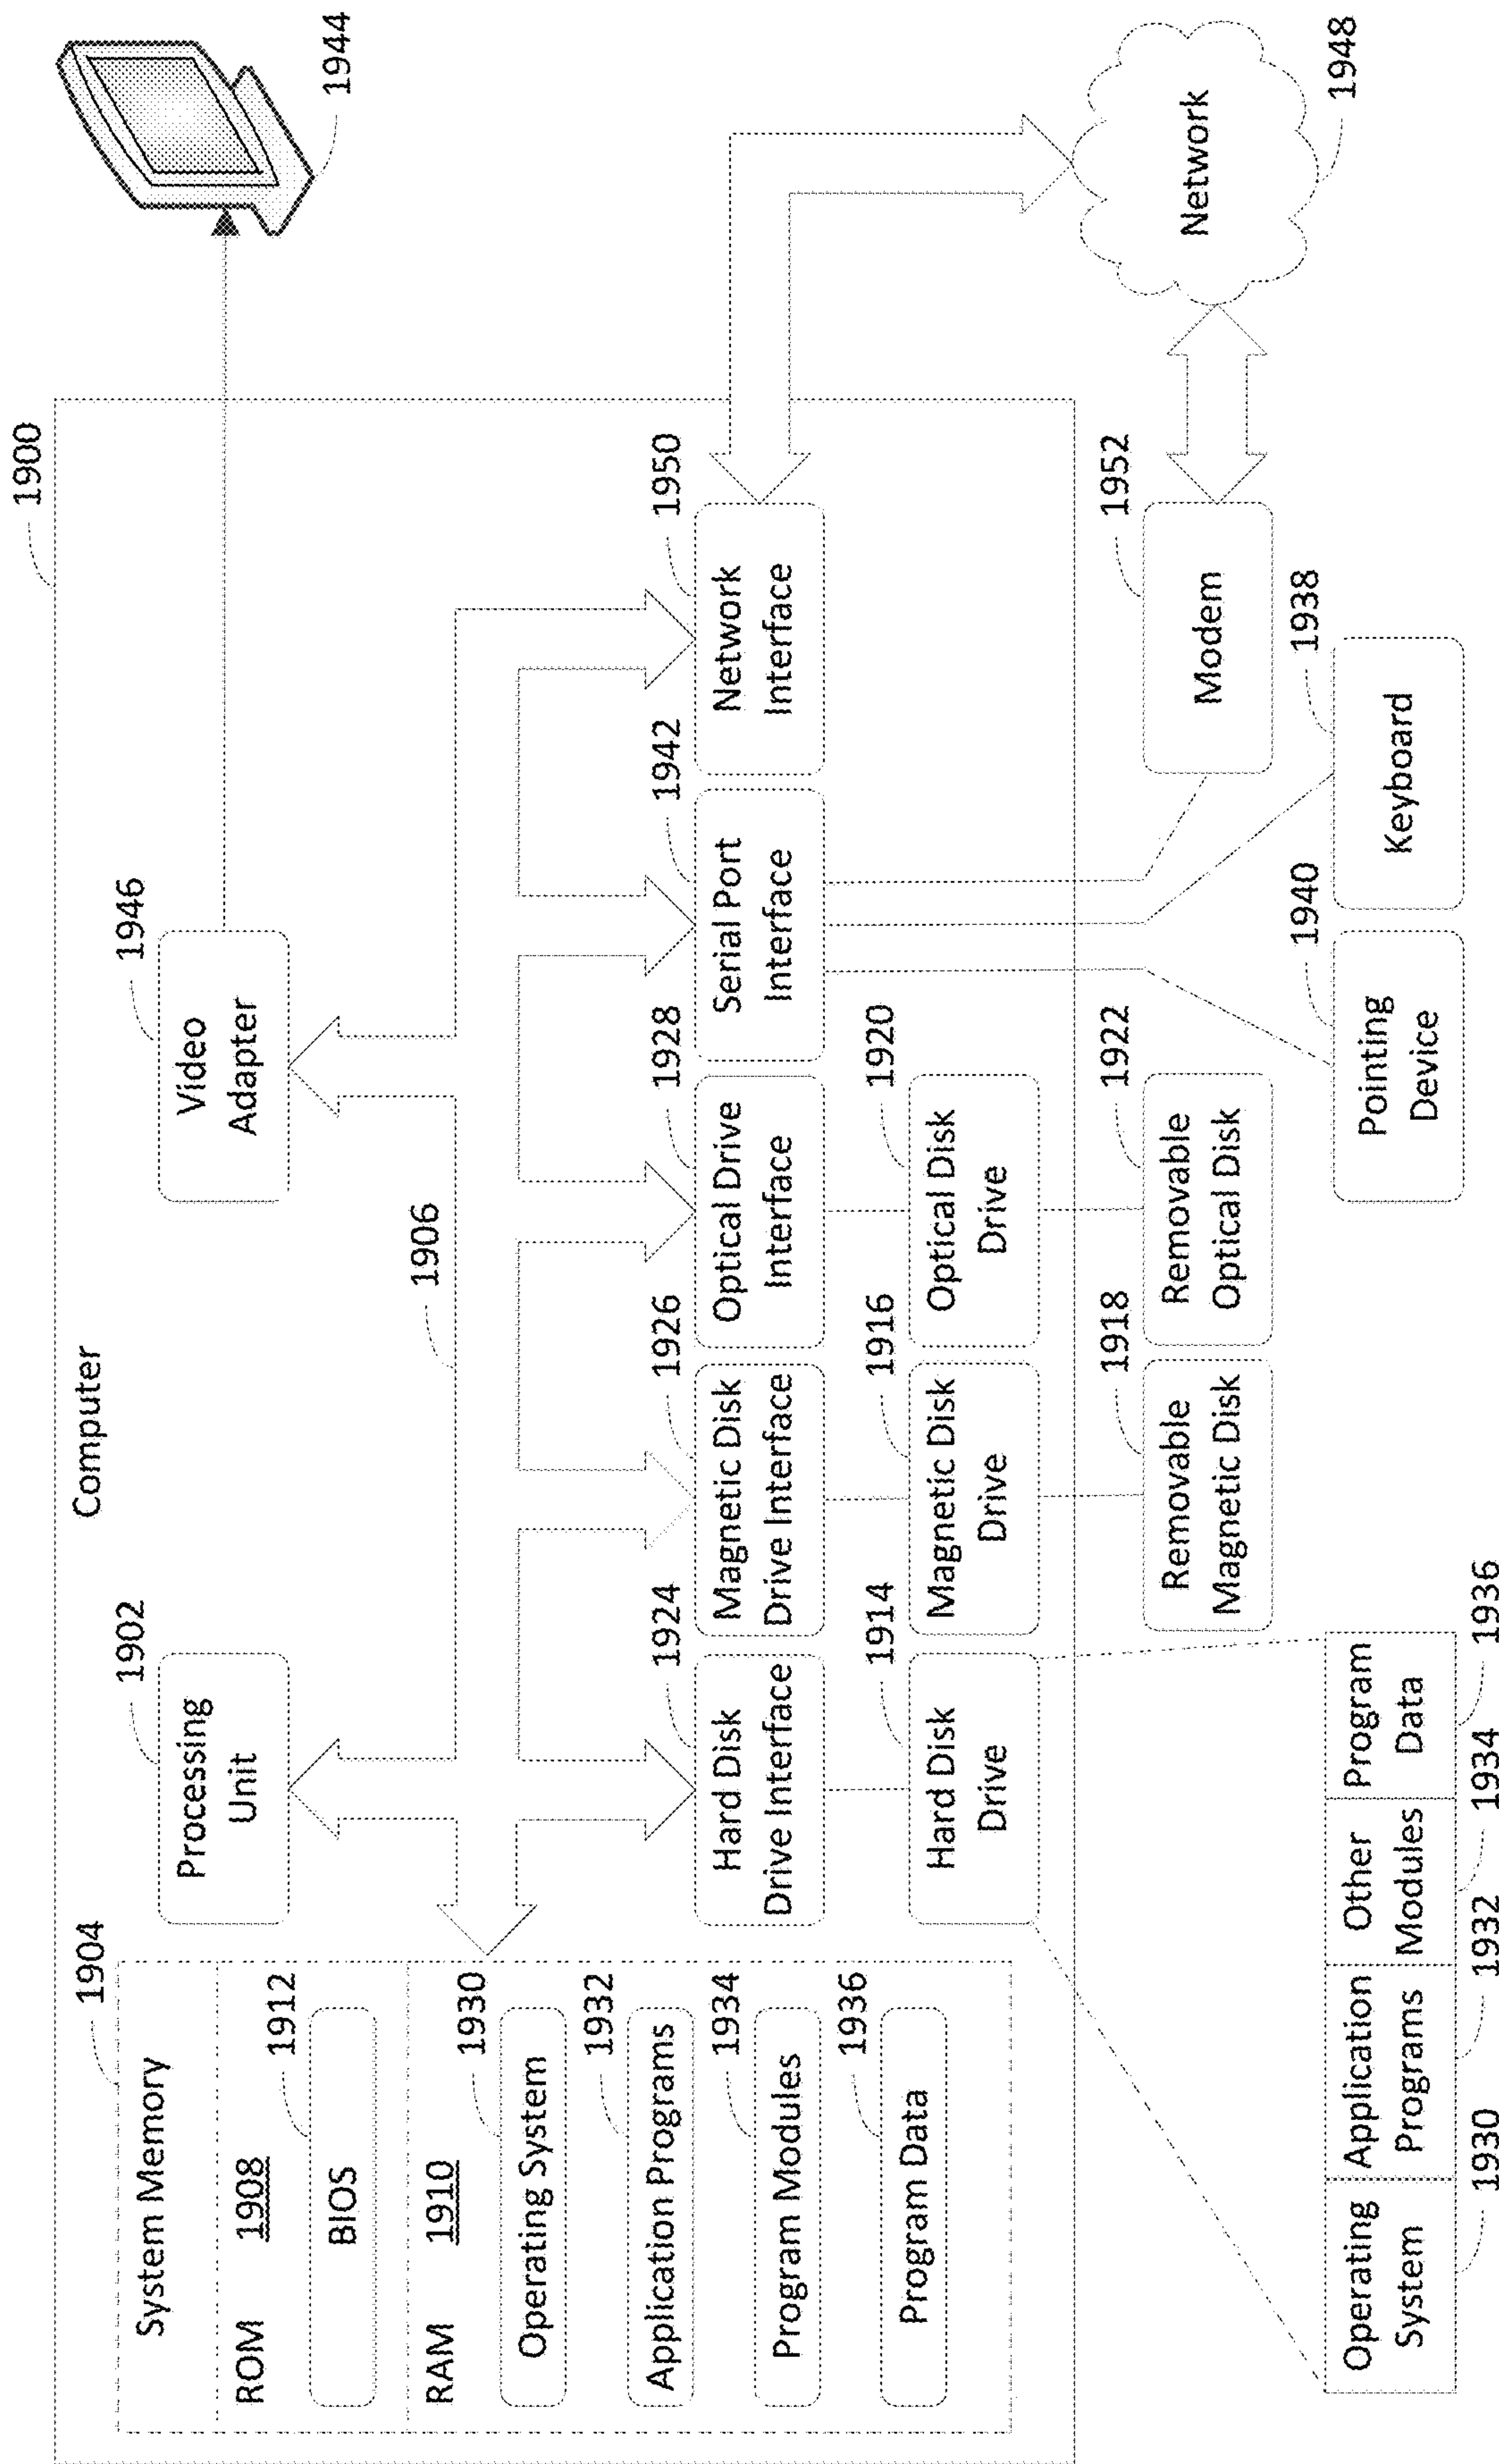 1900
Computer
1904
System Memory
ROM 1908
1912
BIOS
RAM 1910
1930
Operating System
1932
Application Programs
1934
Program Modules
1936
Program Data
1902
Processing
Unit
1906
1946
Video
Adapter
1944
1924
Hard Disk
Drive Interface
1926
Magnetic Disk
Drive Interface
1928
Optical Drive
Interface
1942
Serial Port
Interface
1950
Network
Interface
1914
Hard Disk
Drive
1916
Magnetic Disk
Drive
1920
Optical Disk
Drive
1918
Removable
Magnetic Disk
1922
Removable
Optical Disk
1952
Modem
Network
1948
1940
Pointing
Device
1938
Keyboard
Operating
System
1930
Application
Programs
1932
Other
Modules
1934
Program
Data
1936